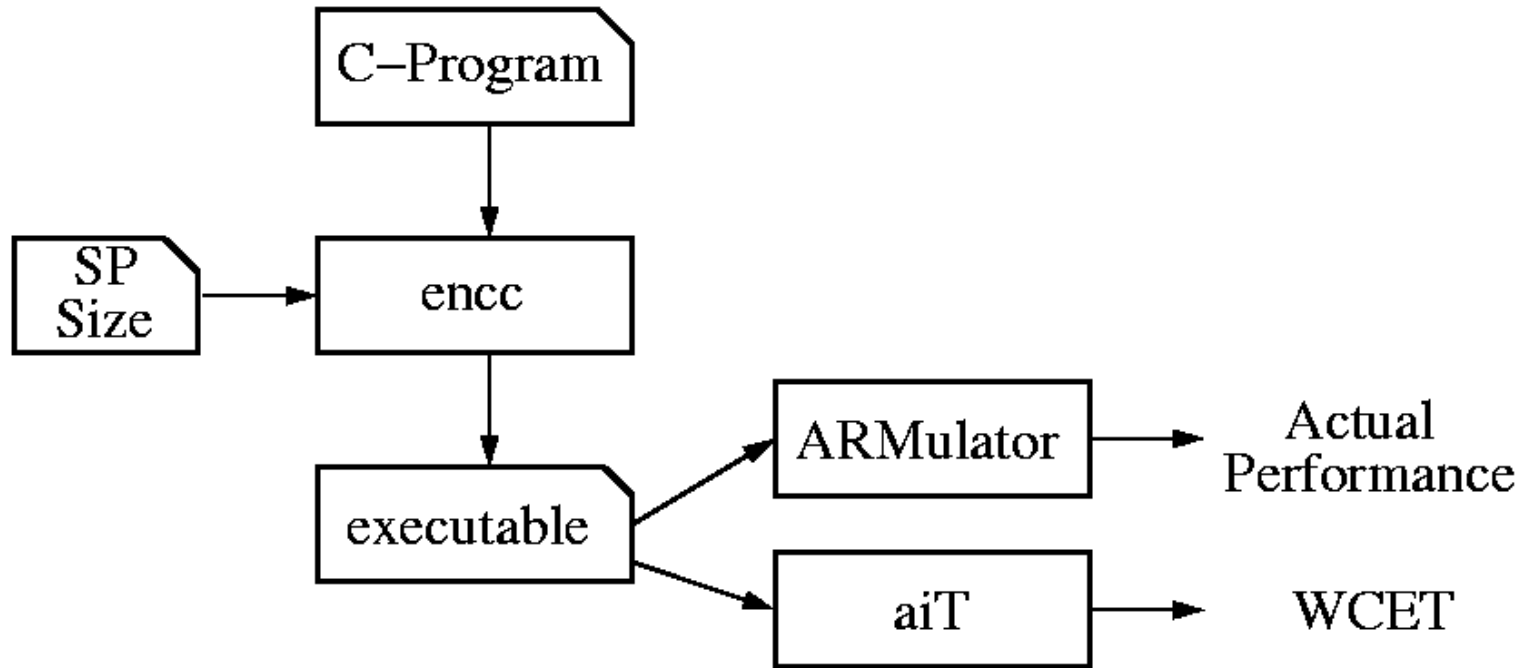 C–Program
SP
Size
encc
executable
ARMulator
Actual
Performance
aiT
WCET